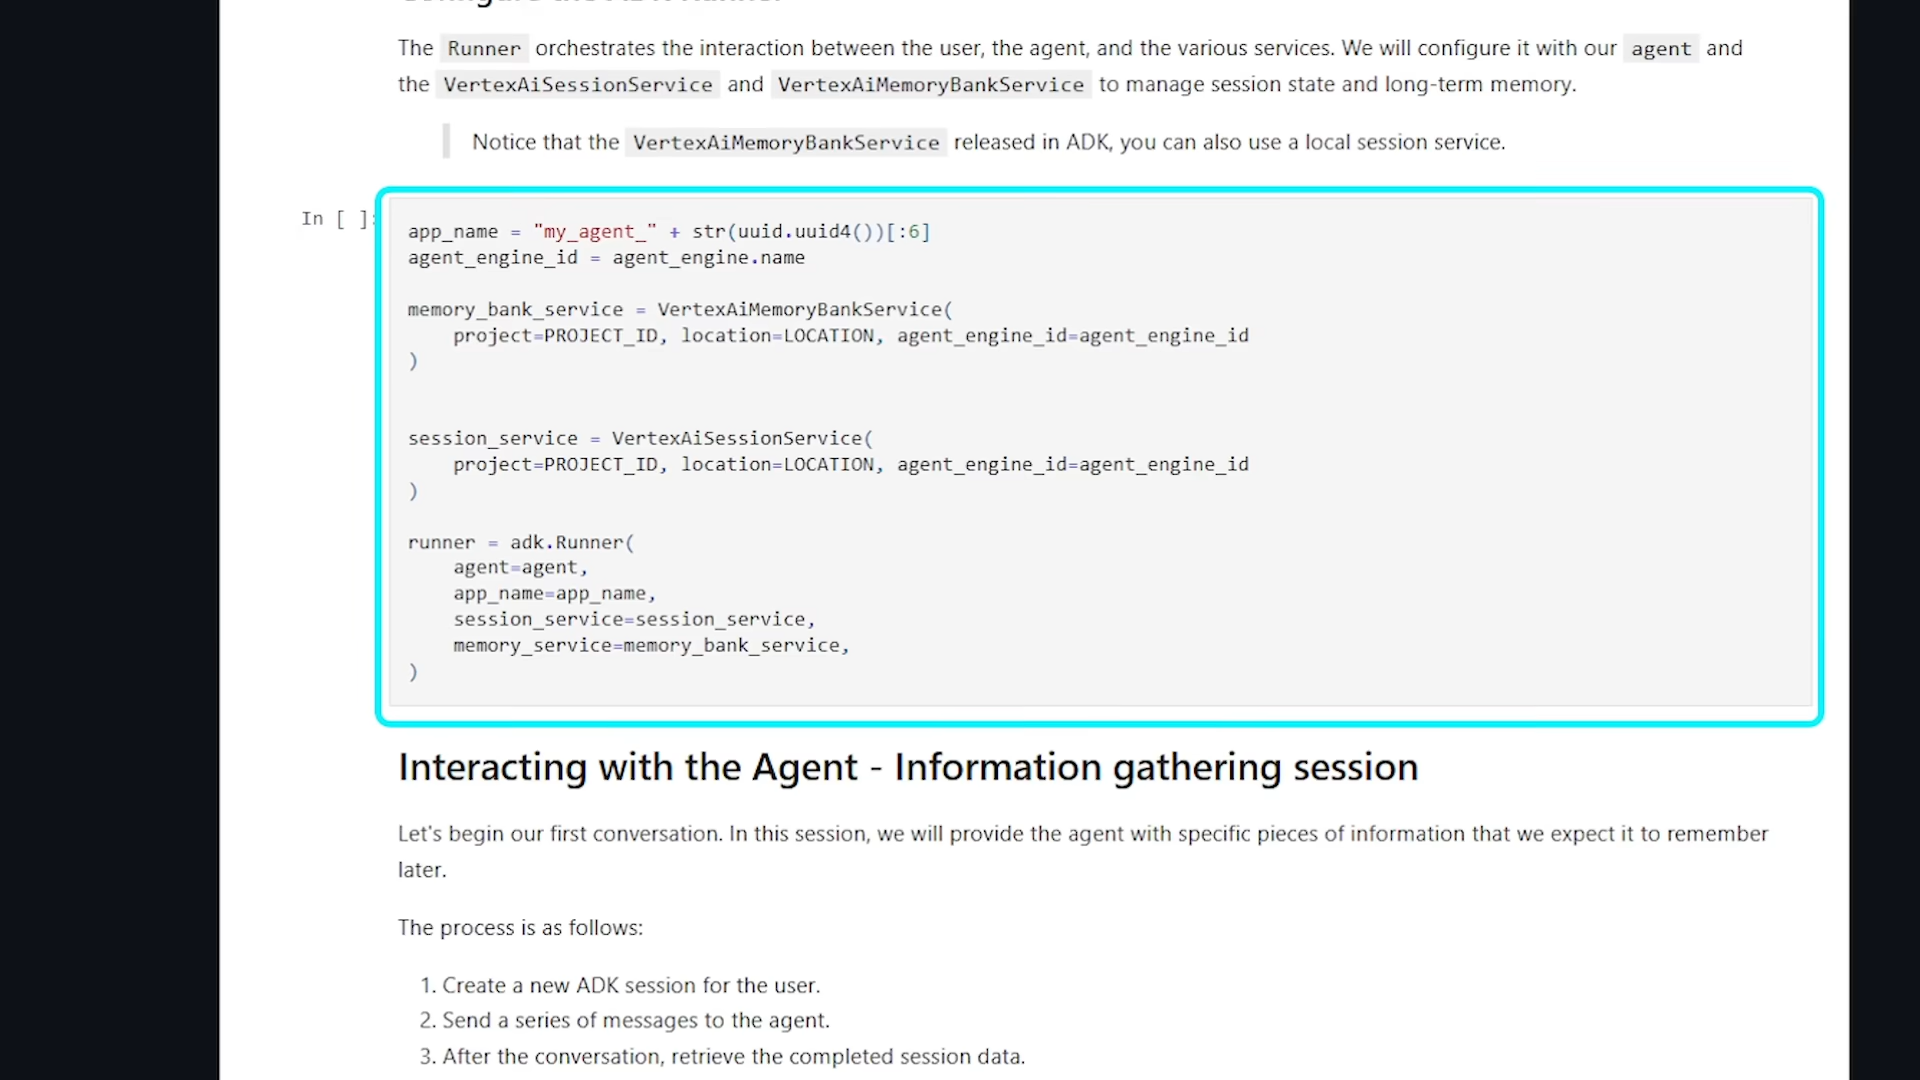 Configure the ADK Runner
The Runner orchestrates the interaction between the user, the agent, and the various services. We will configure it with our agent and
the VertexAiSessionService and VertexAiMemoryBankService to manage session state and long-term memory.
Notice that the VertexAiMemoryBankService released in ADK, you can also use a local session service.
In [ ]:
app_name = "my_agent_" + str(uuid.uuid4())[:6]
agent_engine_id = agent_engine.name
memory_bank_service = VertexAiMemoryBankService(
    project=PROJECT_ID, location=LOCATION, agent_engine_id=agent_engine_id
)
session_service = VertexAiSessionService(
    project=PROJECT_ID, location=LOCATION, agent_engine_id=agent_engine_id
)
runner = adk.Runner(
    agent=agent,
    app_name=app_name,
    session_service=session_service,
    memory_service=memory_bank_service,
)
Interacting with the Agent - Information gathering session
Let's begin our first conversation. In this session, we will provide the agent with specific pieces of information that we expect it to remember
later.
The process is as follows:
1. Create a new ADK session for the user.
2. Send a series of messages to the agent.
3. After the conversation, retrieve the completed session data.